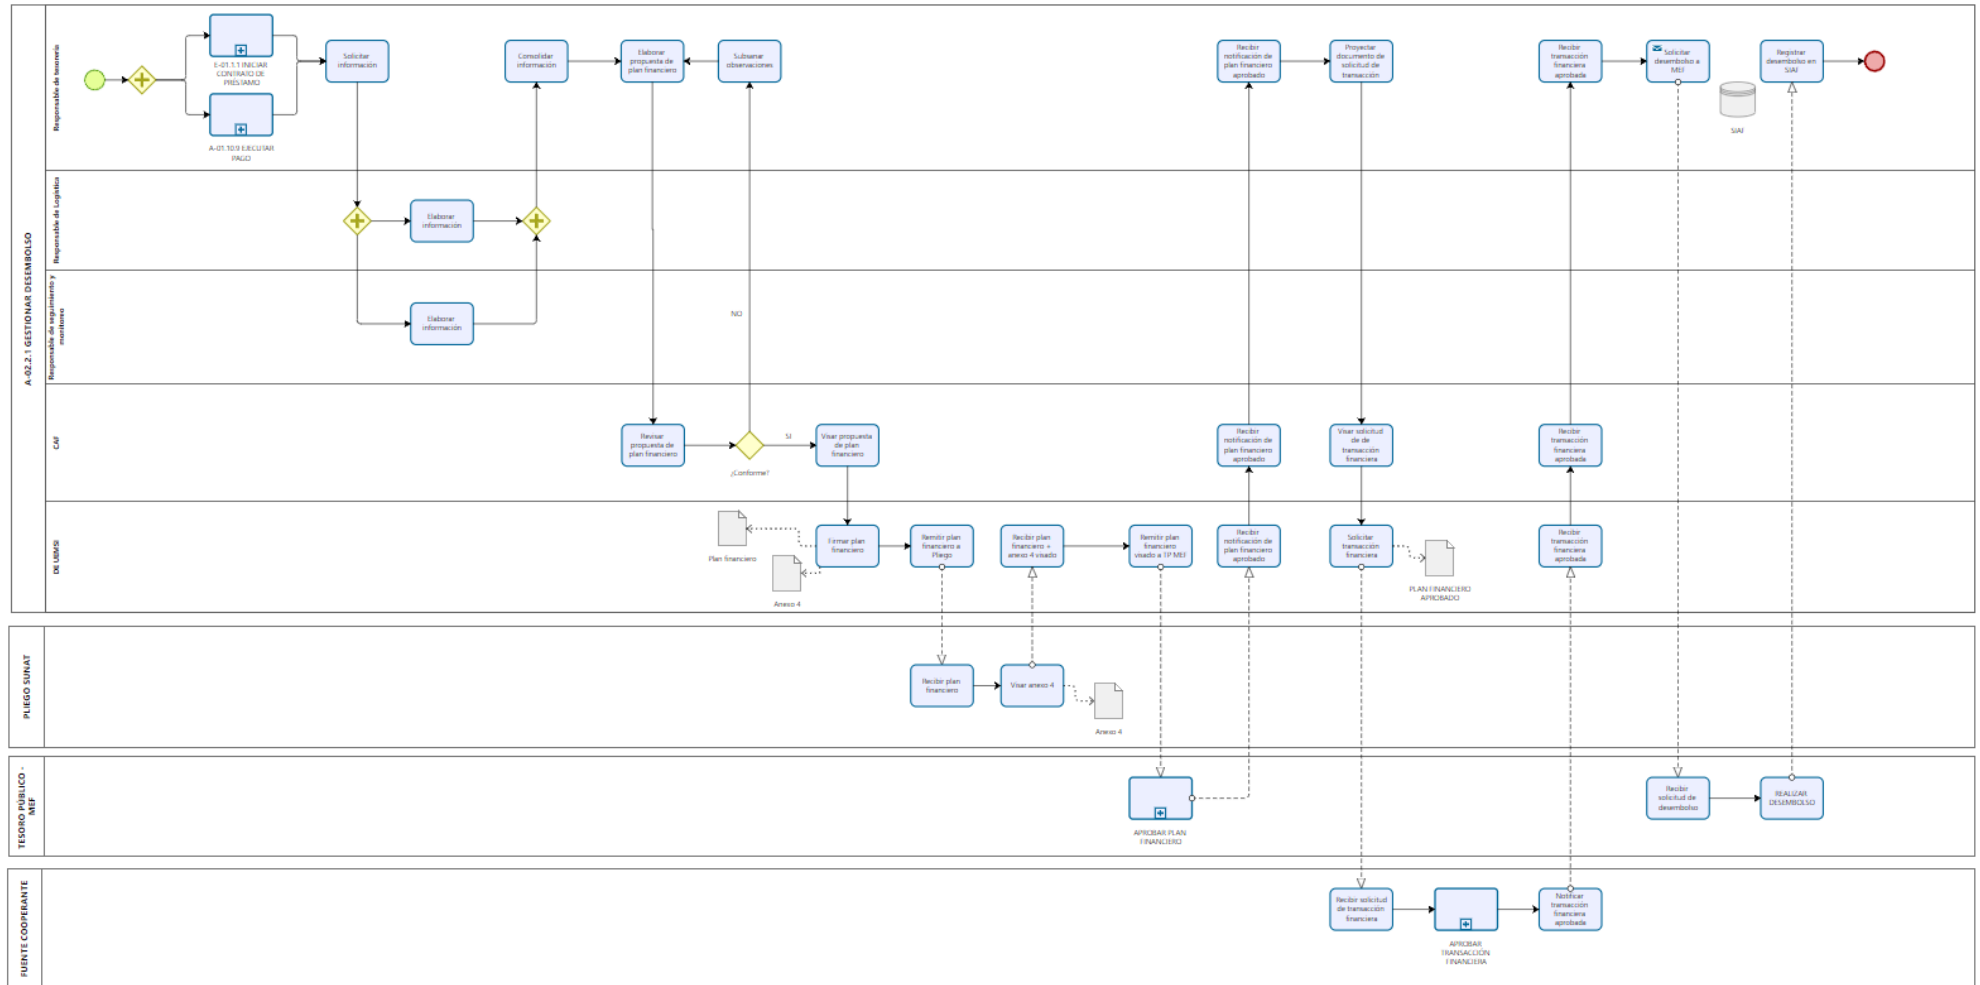 A-02.2.1 GESTIONAR DESEMBOLSO
Responsable de tesorería
E-01.1.1 INICIAR
CONTRATO DE
PRÉSTAMO
A-01.10.9 EJECUTAR
PAGO
Solicitar
información
Consolidar
información
Elaborar
propuesta de
plan financiero
Subsanar
observaciones
Recibir
notificación de
plan financiero
aprobado
Proyectar
documento de
solicitud de
transacción
Recibir
transacción
financiera
aprobada
Solicitar
desembolso a
MEF
SIAF
Registrar
desembolso en
SIAF
Responsable de Logística
Elaborar
información
Responsable de seguimiento y
monitoreo
Elaborar
información
NO
CAF
Revisar
propuesta de
plan financiero
¿Conforme?
SI
Visar propuesta
de plan
financiero
Recibir
notificación de
plan financiero
aprobado
Visar solicitud
de de
transacción
financiera
Recibir
transacción
financiera
aprobada
DE UEMSI
Plan financiero
Anexo 4
Firmar plan
financiero
Remitir plan
financiero a
Pliego
Recibir plan
financiero +
anexo 4 visado
Remitir plan
financiero
visado a TP MEF
Recibir
notificación de
plan financiero
aprobado
Solicitar
transacción
financiera
PLAN FINANCIERO
APROBADO
Recibir
transacción
financiera
aprobada
PLIEGO SUNAT
Recibir plan
financiero
Visar anexo 4
Anexo 4
TESORO PÚBLICO -
MEF
APROBAR PLAN
FINANCIERO
Recibir
solicitud de
desembolso
REALIZAR
DESEMBOLSO
FUENTE COOPERANTE
Recibir solicitud
de transacción
financiera
APROBAR
TRANSACCIÓN
FINANCIERA
Notificar
transacción
financiera
aprobada